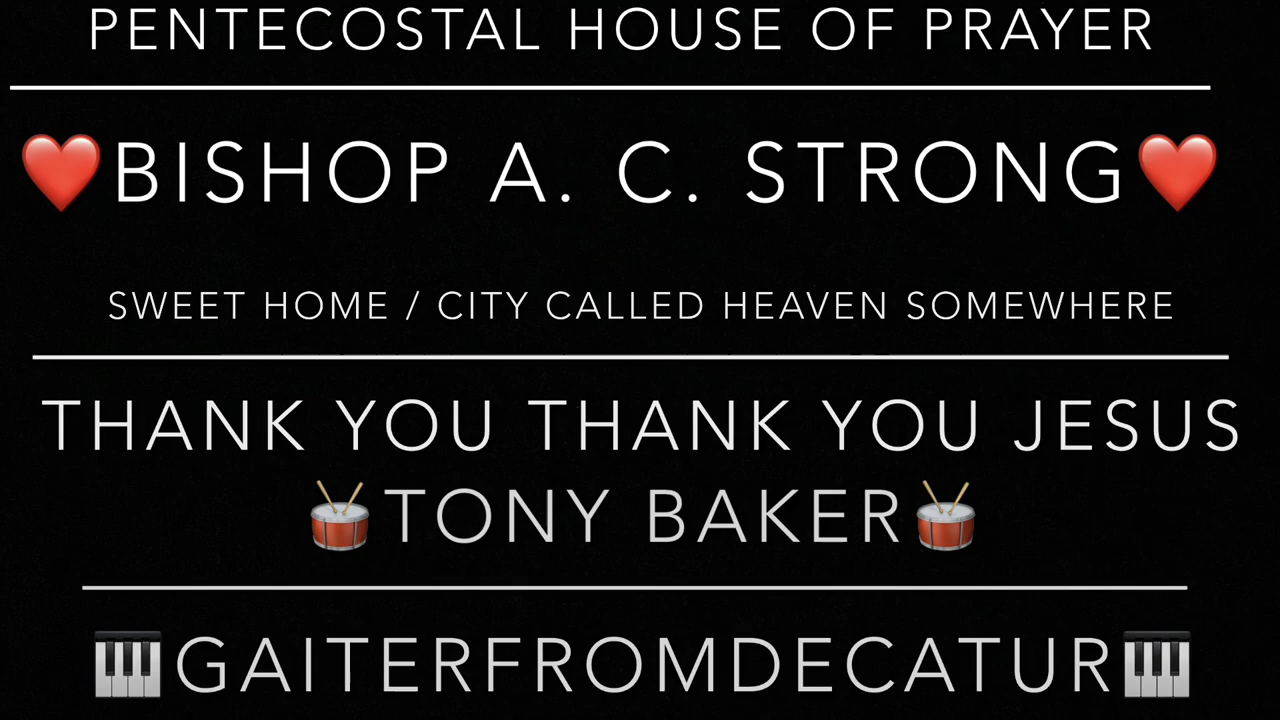 PENTECOSTAL HOUSE OF PRAYER
❤️BISHOP A. C. STRONG❤️
SWEET HOME / CITY CALLED HEAVEN SOMEWHERE
THANK YOU THANK YOU JESUS
🥁TONY BAKER🥁
🎹GAITERFROMDECATUR🎹